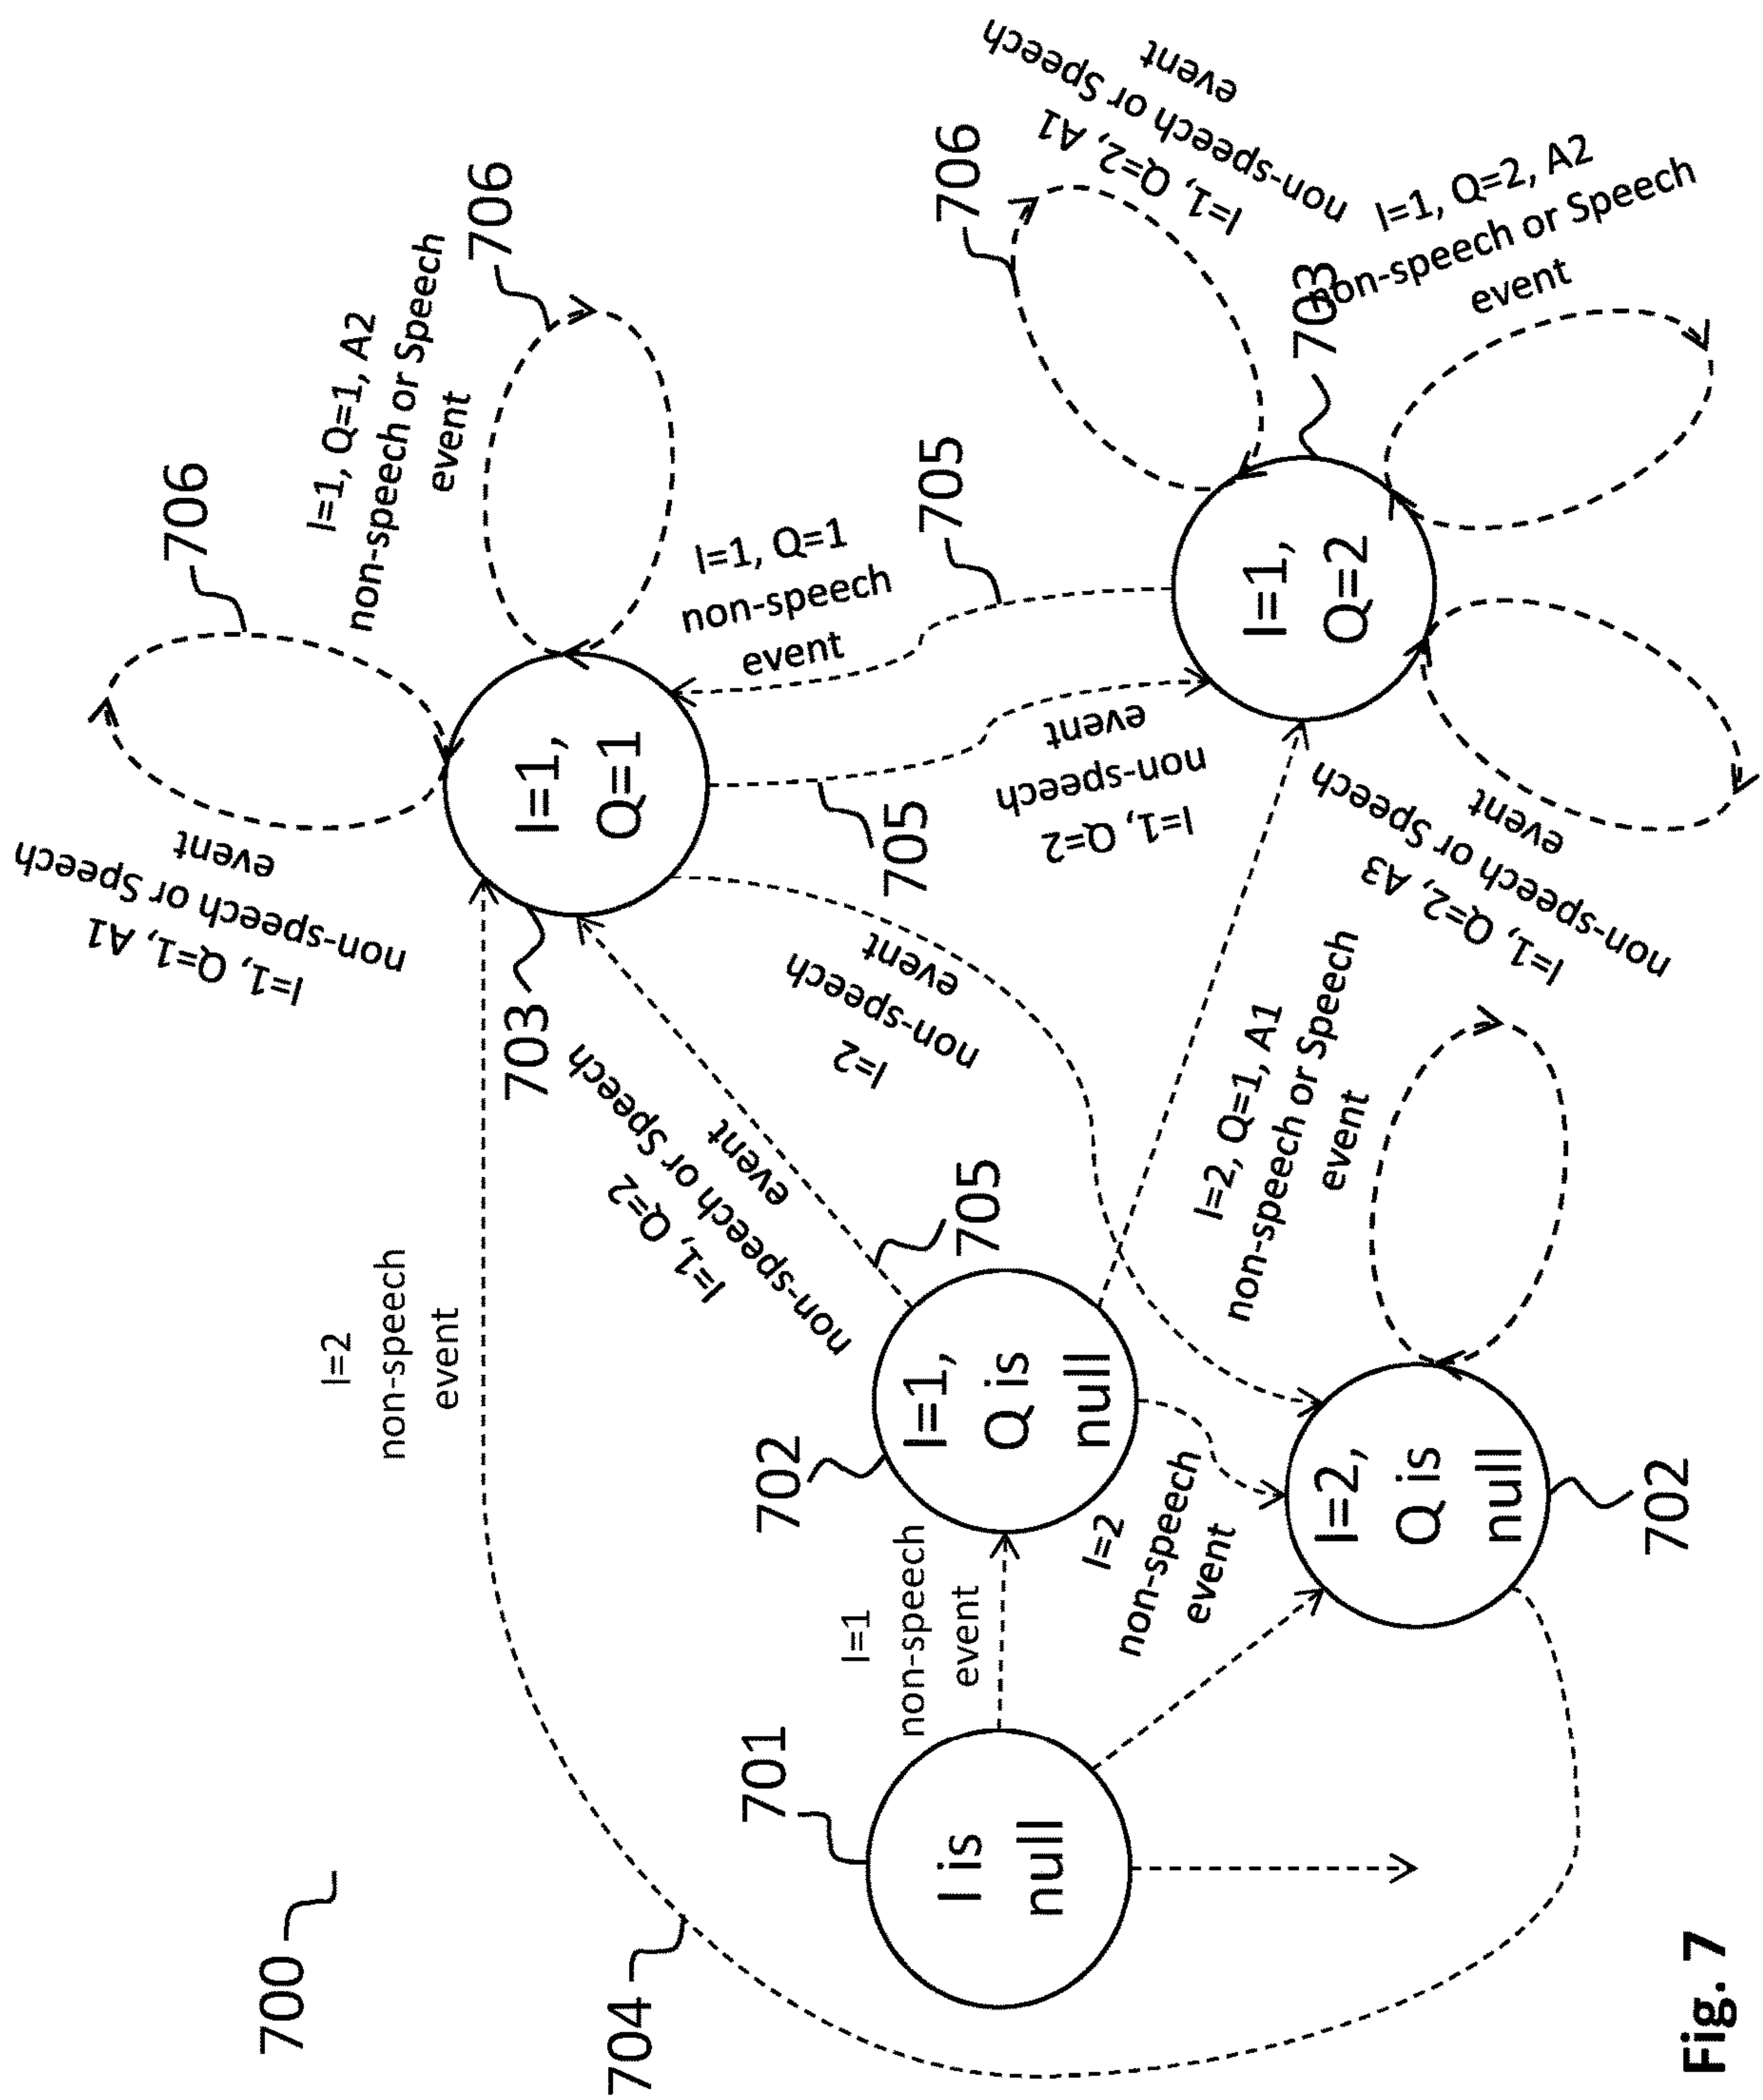 700
704
I=2
non-speech
event
701
I is
null
I=1
non-speech
event
702
I=1,
Q is
null
I=2
non-speech
event
I=2,
Q is
null
702
705
I=1, Q=2
non-speech or Speech
event
I=2
non-speech
event
I=2, Q=1, A1
non-speech or Speech
event
703
I=1,
Q=1
I=1, Q=1, A1
non-speech or Speech
event
706
I=1, Q=1, A2
non-speech or Speech
event
706
705
I=1, Q=2
non-speech
event
I=1, Q=1
non-speech
event
705
I=1,
Q=2
703
706
I=1, Q=2, A1
non-speech or Speech
event
I=1, Q=2, A2
non-speech or Speech
event
I=1, Q=2, A3
non-speech or Speech
event
Fig. 7